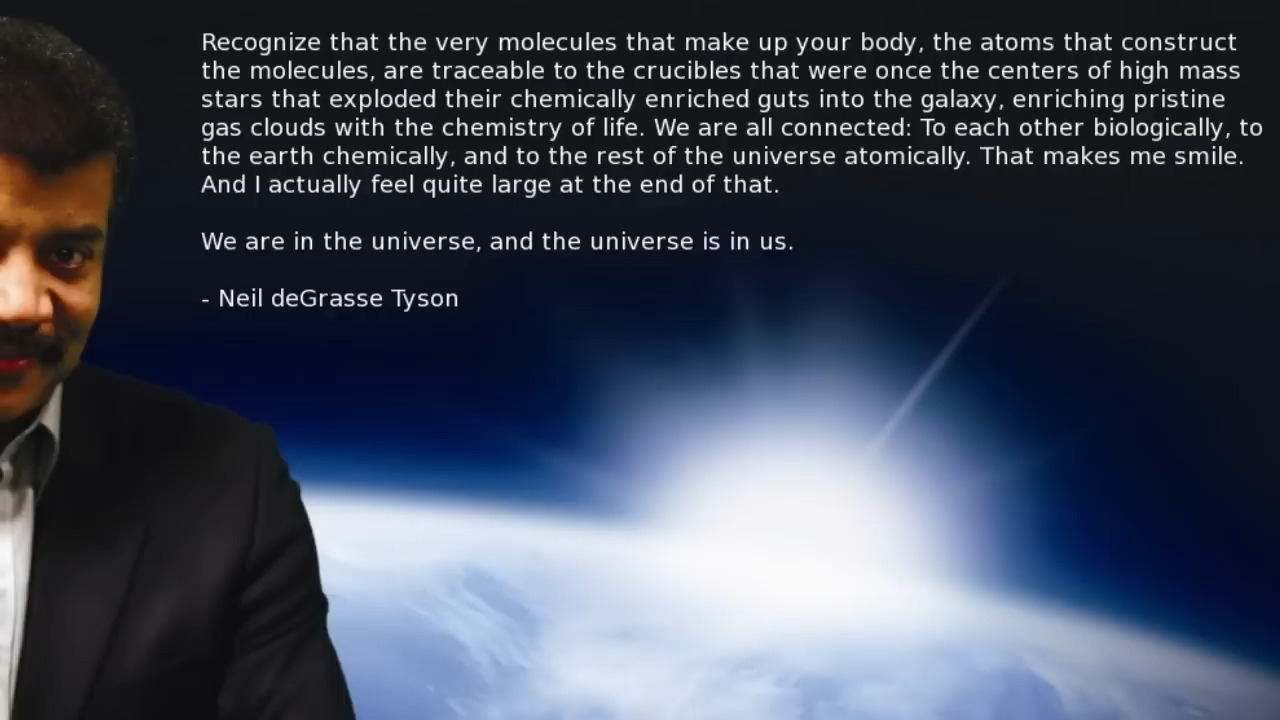 Recognize that the very molecules that make up your body, the atoms that construct
the molecules, are traceable to the crucibles that were once the centers of high mass
stars that exploded their chemically enriched guts into the galaxy, enriching pristine
gas clouds with the chemistry of life. We are all connected: To each other biologically, to
the earth chemically, and to the rest of the universe atomically. That makes me smile.
And I actually feel quite large at the end of that.
We are in the universe, and the universe is in us.
- Neil deGrasse Tyson